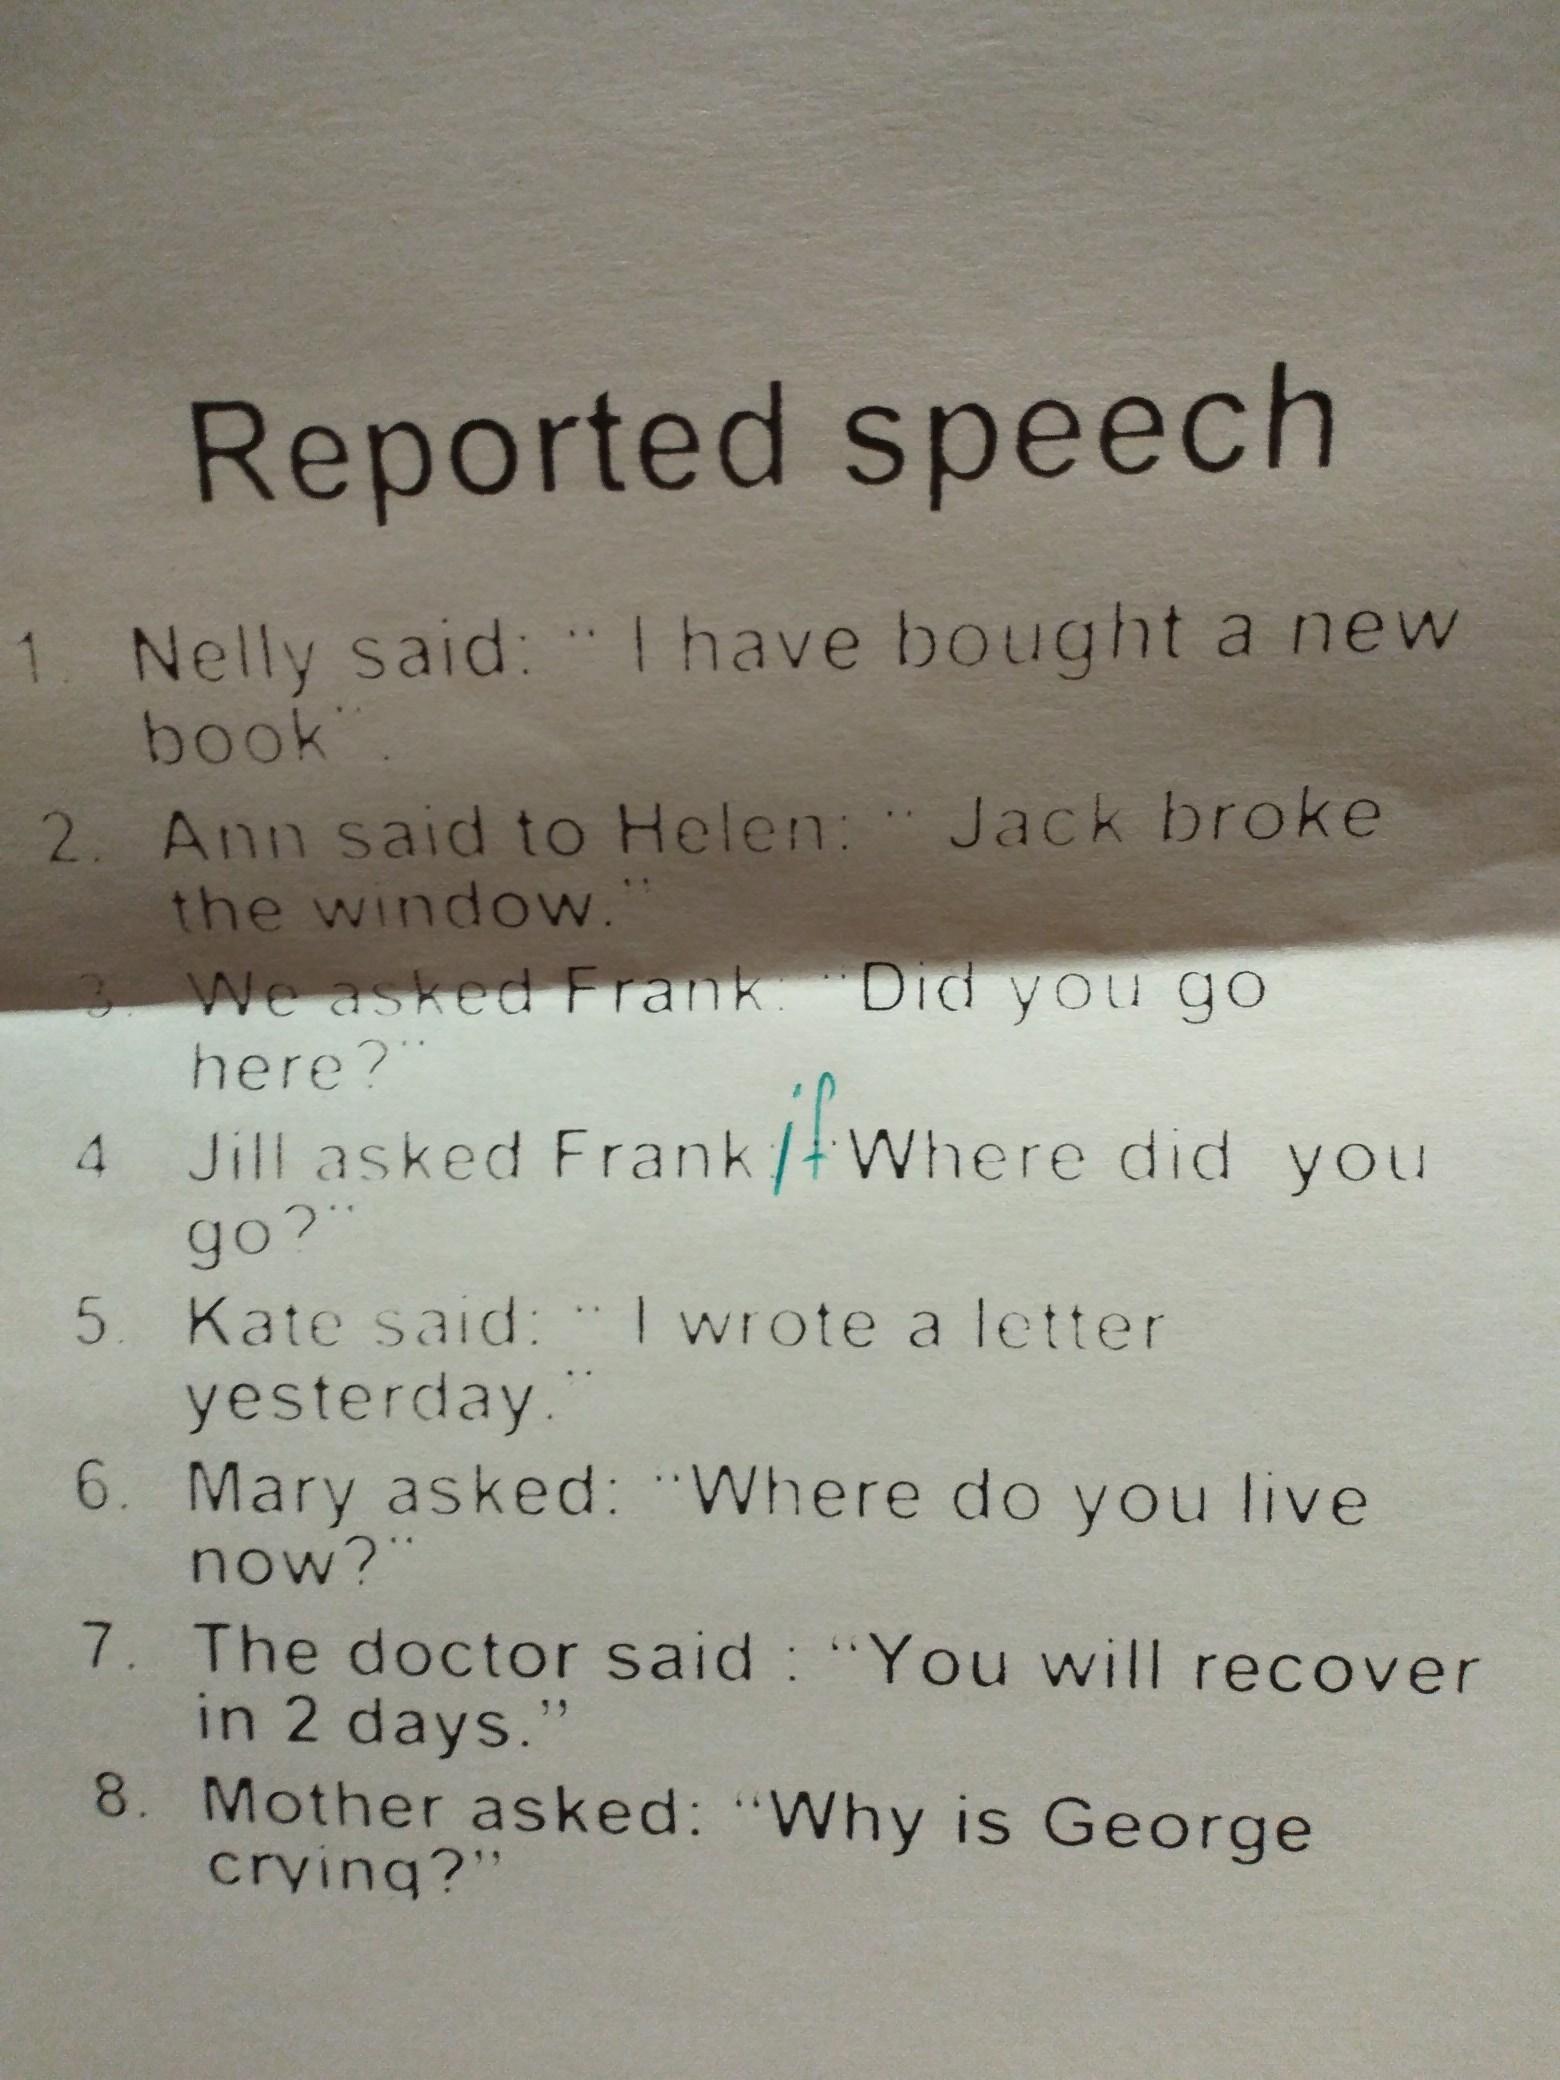 Reported speech
1. Nelly said: " I have bought a new
book".
2. Ann said to Helen: " Jack broke
the window."
3. We asked Frank: "Did you go
here?"
4 Jill asked Frank: if "Where did you
go?"
5. Kate said: " I wrote a letter
yesterday."
6. Mary asked: "Where do you live
now?"
7. The doctor said : “You will recover
in 2 days.”
8. Mother asked: “Why is George
crying?”